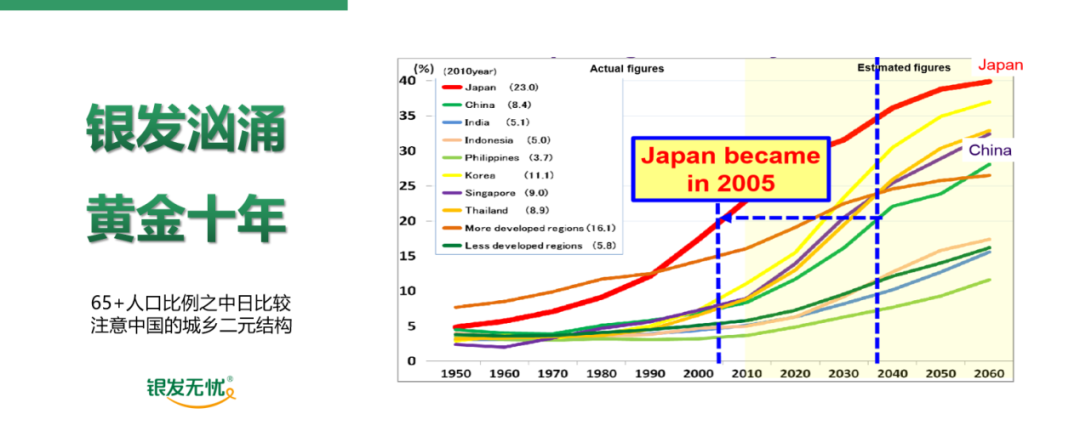 银发汹涌
黄金十年
65+人口比例之中日比较
注意中国的城乡二元结构
银发无忧®
(%)
(2010year)
Actual figures
Estimated figures
Japan
Japan (23.0)
China (8.4)
India (5.1)
Indonesia (5.0)
Philippines (3.7)
Korea (11.1)
Singapore (9.0)
Thailand (8.9)
More developed regions (16.1)
Less developed regions (5.8)
Japan became
in 2005
China
40
35
30
25
20
15
10
5
0
1950 1960 1970 1980 1990 2000 2010 2020 2030 2040 2050 2060